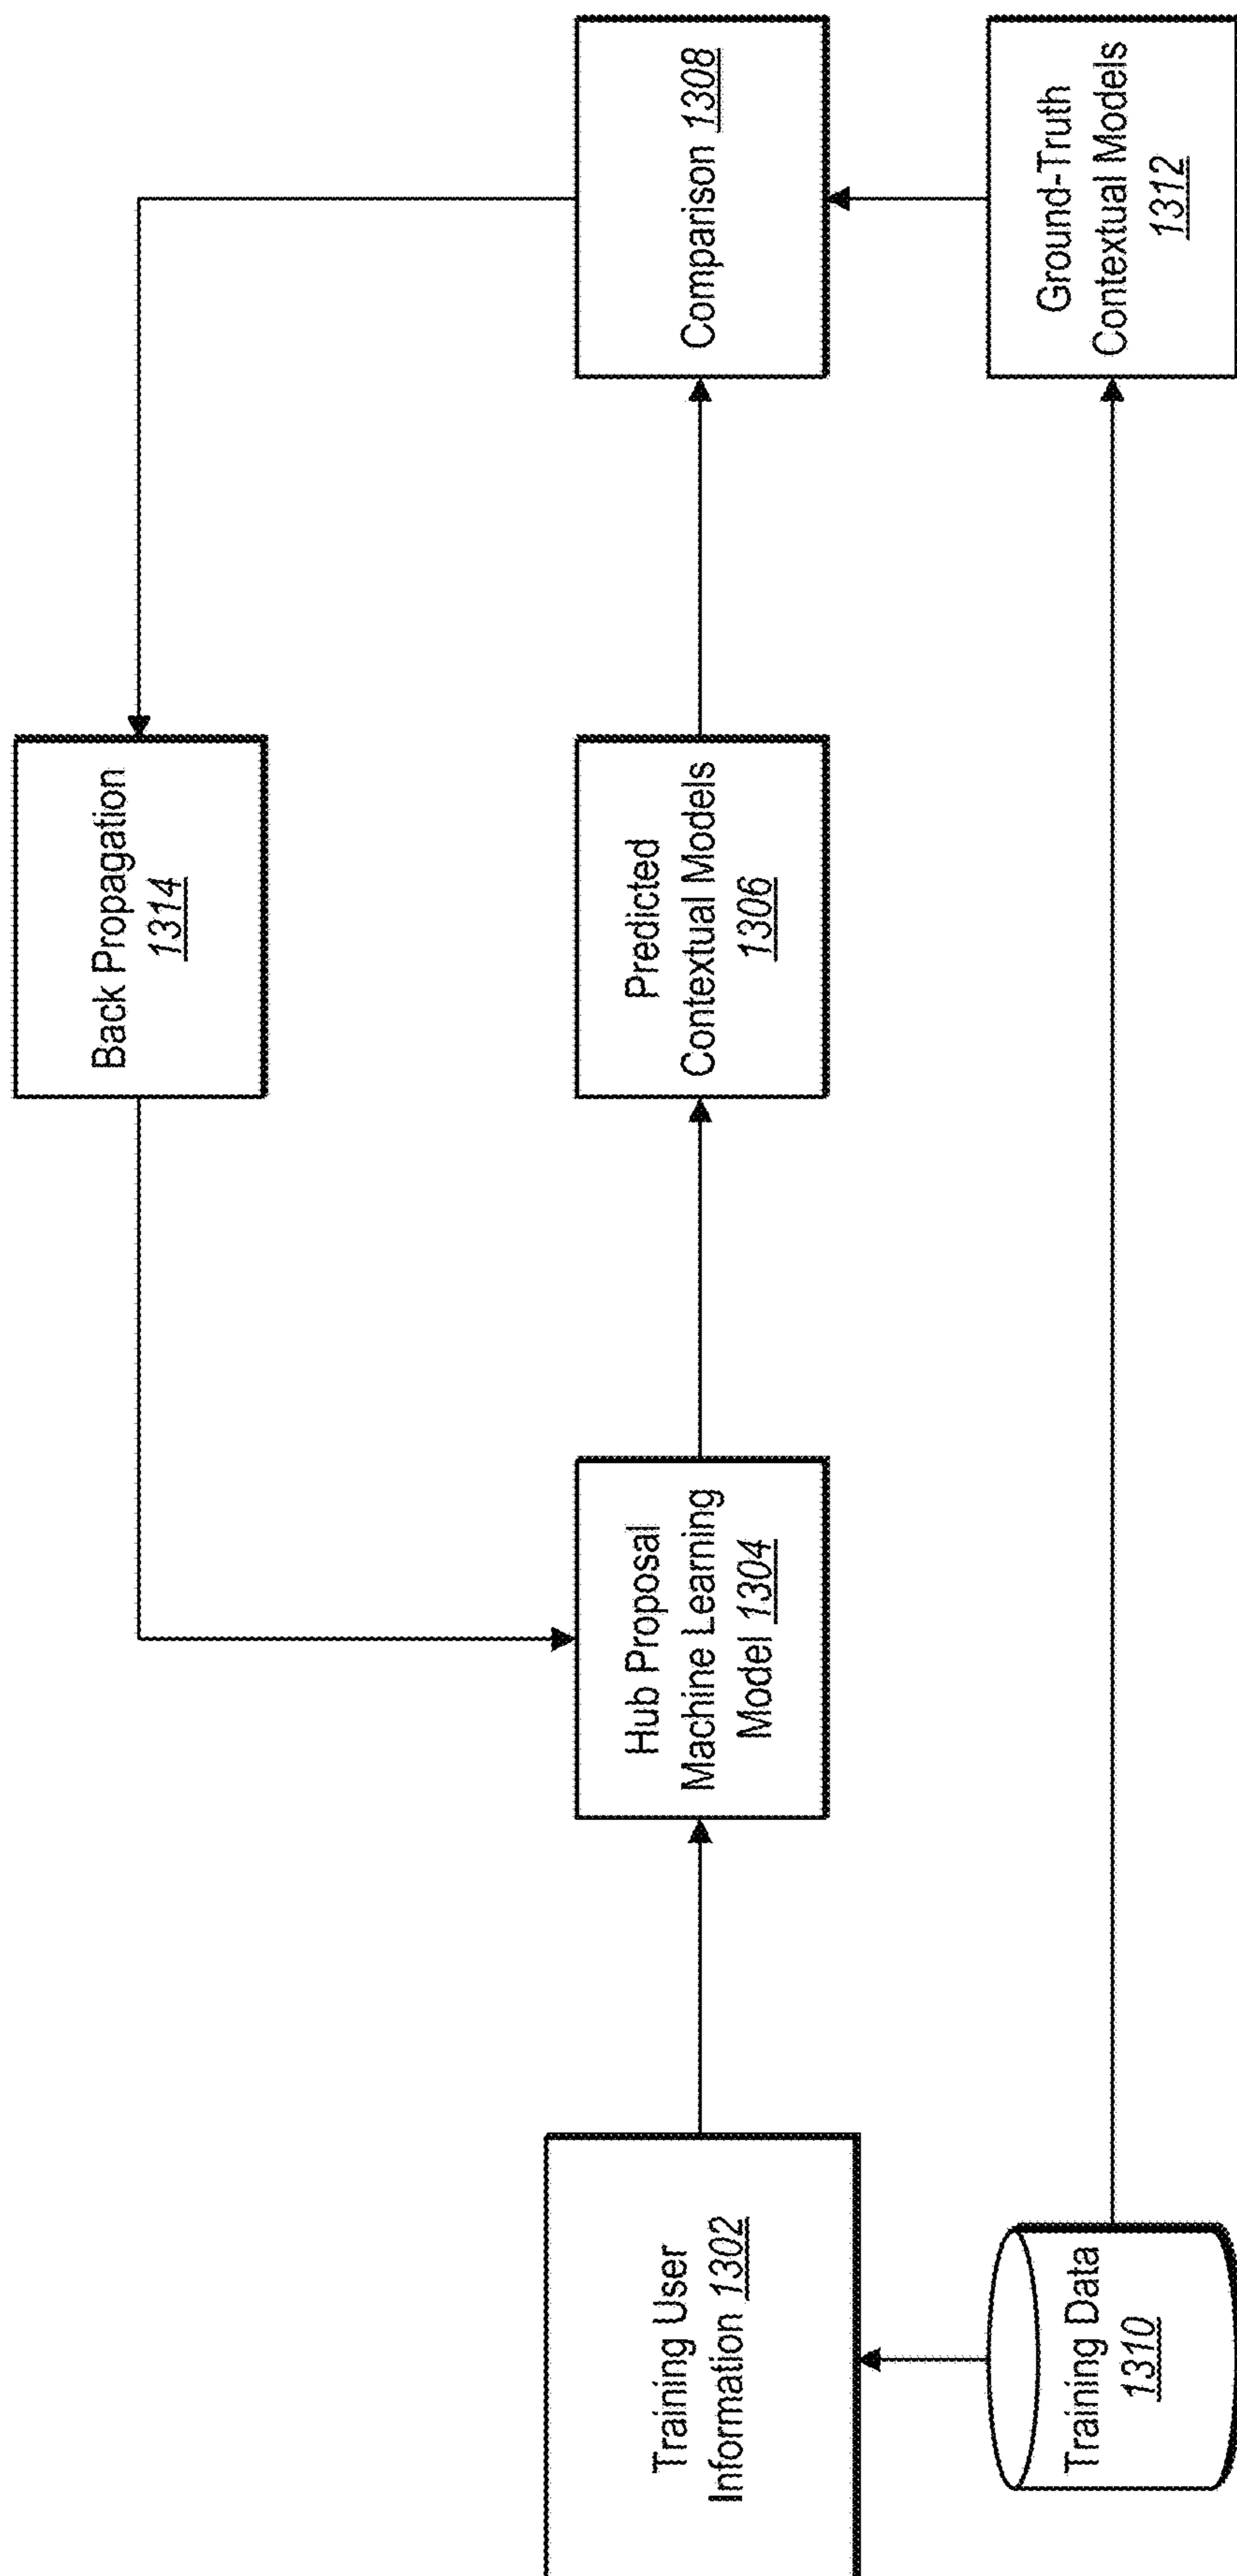 Back Propagation
1314
Training User
Information 1302
Hub Proposal
Machine Learning
Model 1304
Predicted
Contextual Models
1306
Comparison 1308
Training Data
1310
Ground-Truth
Contextual Models
1312